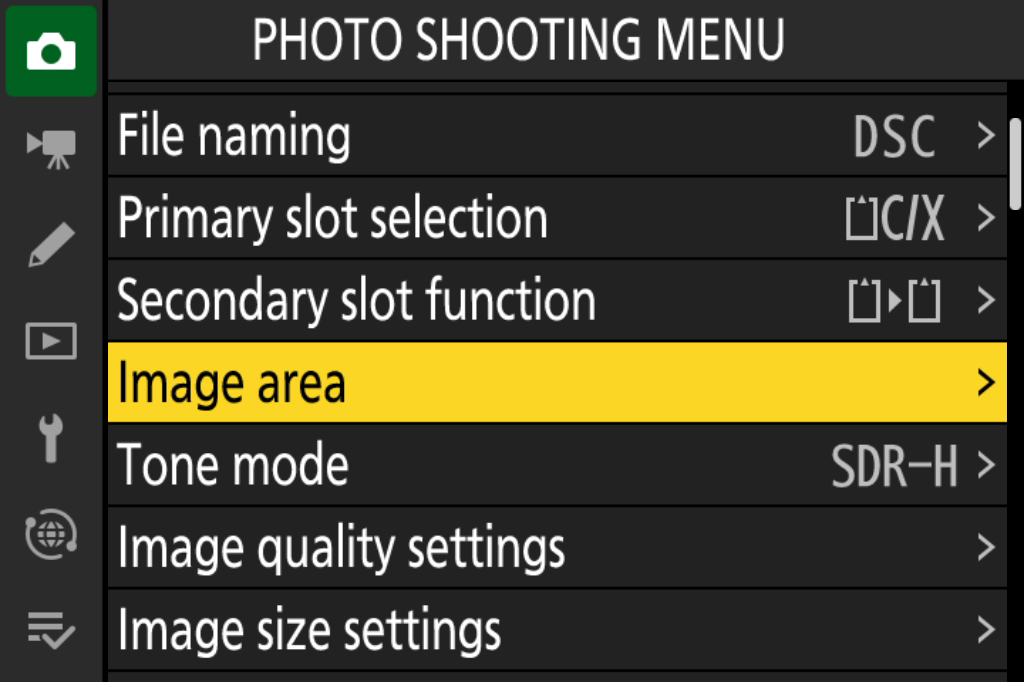 PHOTO SHOOTING MENU
File naming DSC >
Primary slot selection C/X >
Secondary slot function >
Image area >
Tone mode SDR-H >
Image quality settings >
Image size settings >